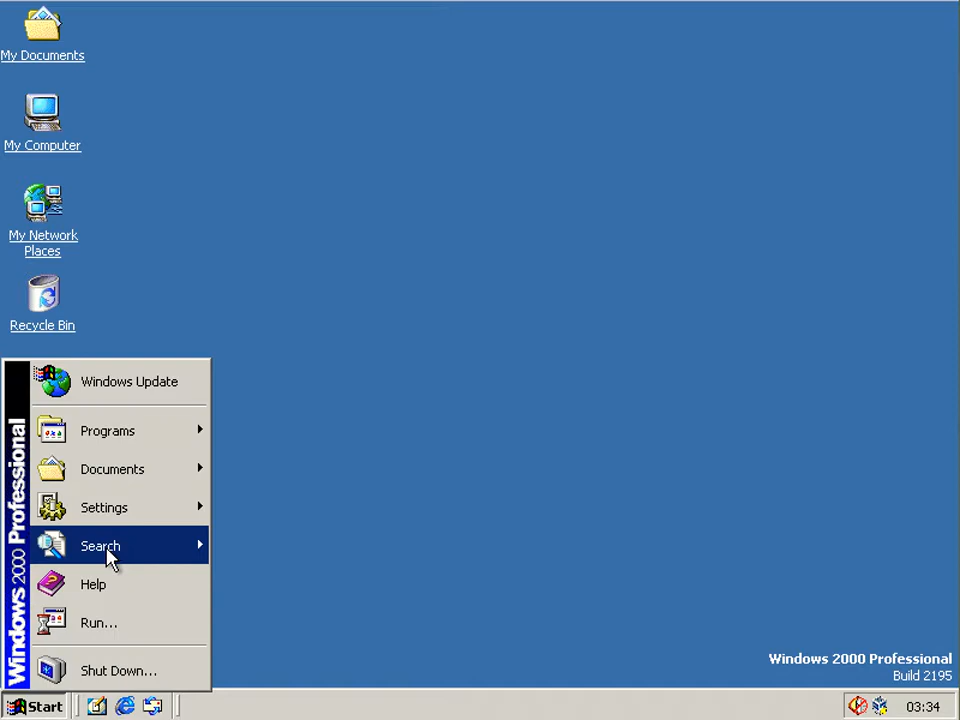 My Documents
My Computer
My Network
Places
Recycle Bin
Windows 2000 Professional
Windows Update
Programs
Documents
Settings
Search
Help
Run...
Shut Down...
Windows 2000 Professional
Build 2195
Start
03:34